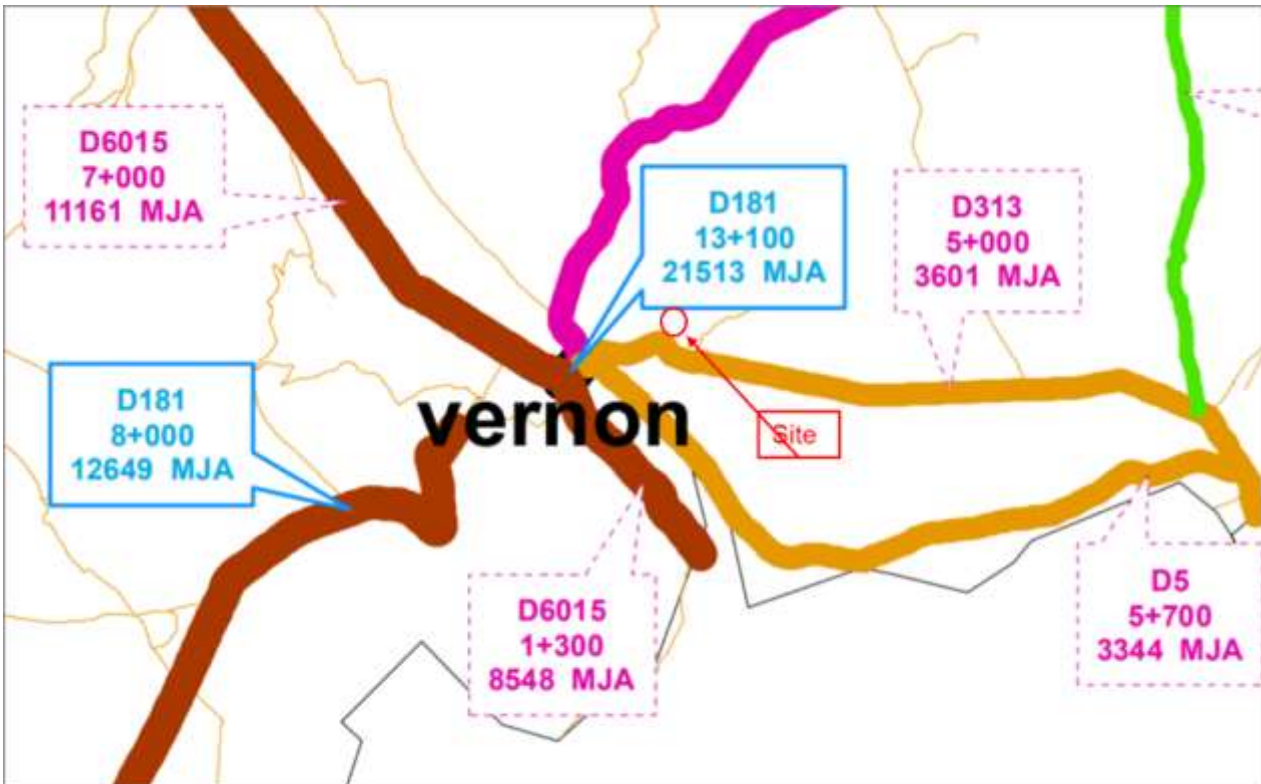 D6015
7+000
11161 MJA
D181
13+100
21513 MJA
D313
5+000
3601 MJA
D181
8+000
12649 MJA
vernon
Site
D6015
1+300
8548 MJA
D5
5+700
3344 MJA